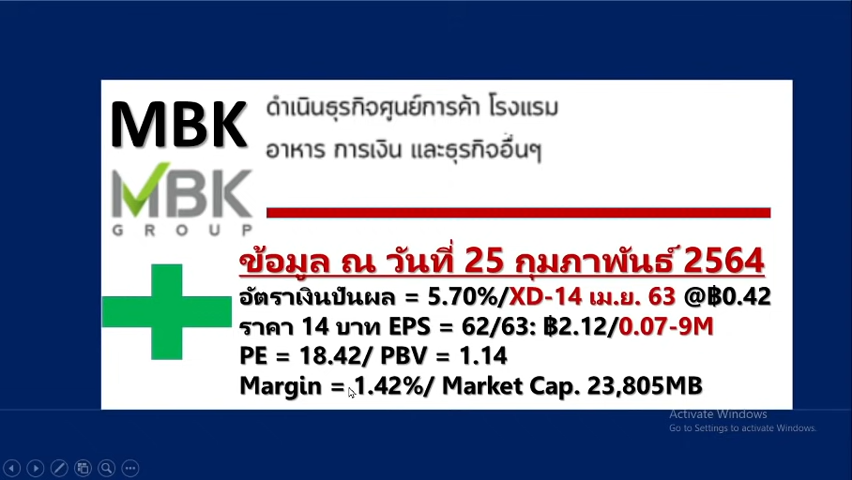 MBK
ดำเนินธุรกิจศูนย์การค้า โรงแรม
อาหาร การเงิน และธุรกิจอื่นๆ
MBK
GROUP
ข้อมูล ณ วันที่ 25 กุมภาพันธ์ 2564
อัตราเงินปันผล = 5.70%/XD-14 เม.ย. 63 @฿0.42
ราคา 14 บาท EPS = 62/63: ฿2.12/0.07-9M
PE = 18.42/ PBV = 1.14
Margin = 1.42%/ Market Cap. 23,805MB
Activate Windows
Go to Settings to activate Windows.